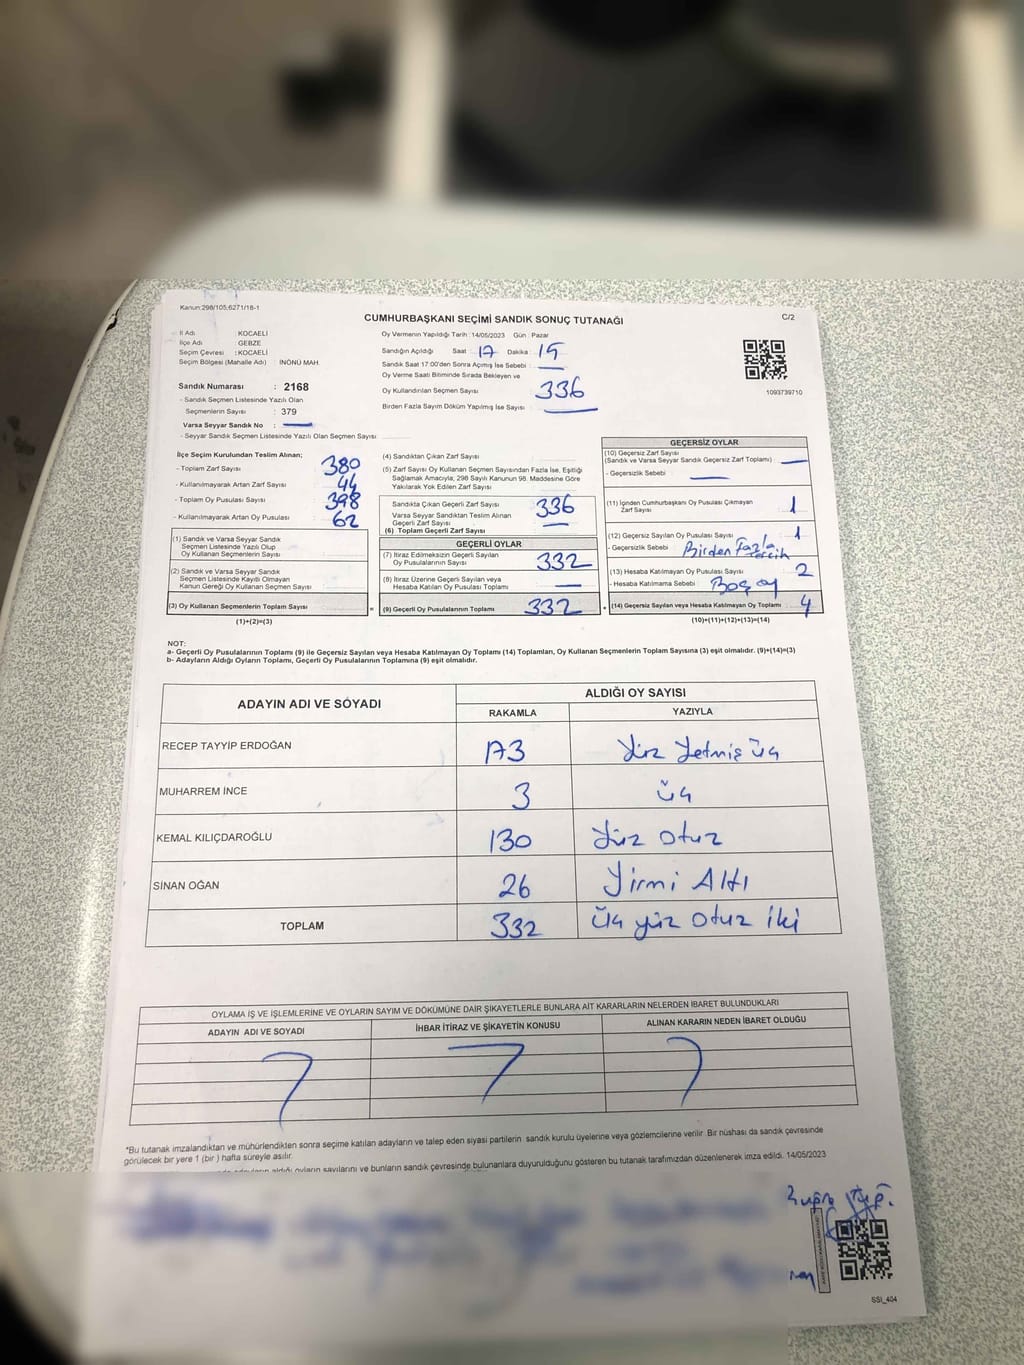 Kanun:298/105,6271/18-1
CUMHURBAŞKANI SEÇİMİ SANDIK SONUÇ TUTANAĞI
C/2
İl Adı : KOCAELİ
İlçe Adı : GEBZE
Seçim Çevresi : KOCAELİ
Seçim Bölgesi (Mahalle Adı) : İNÖNÜ MAH.
Sandık Numarası : 2168
- Sandık Seçmen Listesinde Yazılı Olan
Seçmenlerin Sayısı : 379
Varsa Seyyar Sandık No :
- Seyyar Sandık Seçmen Listesinde Yazılı Olan Seçmen Sayısı
Oy Vermenin Yapıldığı Tarih :14/05/2023 Gün : Pazar
Sandığın Açıldığı Saat : 17 Dakika : 15
Sandık Saat 17:00'den Sonra Açılmış İse Sebebi :
Oy Verme Saati Bitiminde Sırada Bekleyen ve
Oy Kullandırılan Seçmen Sayısı : 336
Birden Fazla Sayım Döküm Yapılmış İse Sayısı :
1093739710
İlçe Seçim Kurulundan Teslim Alınan;
- Toplam Zarf Sayısı : 380
- Kullanılmayarak Artan Zarf Sayısı : 44
- Toplam Oy Pusulası Sayısı : 398
- Kullanılmayarak Artan Oy Pusulası : 62
(1) Sandık ve Varsa Seyyar Sandık
Seçmen Listesinde Yazılı Olup
Oy Kullanan Seçmenlerin Sayısı :
(2) Sandık ve Varsa Seyyar Sandık
Seçmen Listesinde Kayıtlı Olmayan
Kanun Gereği Oy Kullanan Seçmen Sayısı :
(3) Oy Kullanan Seçmenlerin Toplam Sayısı :
(1)+(2)=(3)
=
(4) Sandıktan Çıkan Zarf Sayısı :
(5) Zarf Sayısı Oy Kullanan Seçmen Sayısından Fazla İse, Eşitliği
Sağlamak Amacıyla, 298 Sayılı Kanunun 98. Maddesine Göre
Yakılarak Yok Edilen Zarf Sayısı :
Sandıkta Çıkan Geçerli Zarf Sayısı : 336
Varsa Seyyar Sandıktan Teslim Alınan
Geçerli Zarf Sayısı :
(6) Toplam Geçerli Zarf Sayısı :
GEÇERLİ OYLAR
(7) İtiraz Edilmeksizin Geçerli Sayılan
Oy Pusulalarının Sayısı : 332
(8) İtiraz Üzerine Geçerli Sayılan veya
Hesaba Katılan Oy Pusulası Toplamı :
(9) Geçerli Oy Pusulalarının Toplamı : 332
+
GEÇERSİZ OYLAR
(10) Geçersiz Zarf Sayısı
(Sandık ve Varsa Seyyar Sandık Geçersiz Zarf Toplamı) :
- Geçersizlik Sebebi :
(11) İçinden Cumhurbaşkanı Oy Pusulası Çıkmayan
Zarf Sayısı : 1
(12) Geçersiz Sayılan Oy Pusulası Sayısı : 1
- Geçersizlik Sebebi : Birden Fazla
tercih
(13) Hesaba Katılmayan Oy Pusulası Sayısı : 2
- Hesaba Katılmama Sebebi : Boş oy
(14) Geçersiz Sayılan veya Hesaba Katılmayan Oy Toplamı : 4
(10)+(11)+(12)+(13)=(14)
NOT:
a- Geçerli Oy Pusulalarının Toplamı (9) ile Geçersiz Sayılan veya Hesaba Katılmayan Oy Toplamı (14) Toplamları, Oy Kullanan Seçmenlerin Toplam Sayısına (3) eşit olmalıdır. (9)+(14)=(3)
b- Adayların Aldığı Oyların Toplamı, Geçerli Oy Pusulalarının Toplamına (9) eşit olmalıdır.
ADAYIN ADI VE SOYADI
ALDIĞI OY SAYISI
RAKAMLA YAZIYLA
RECEP TAYYİP ERDOĞAN 173 Yüz Yetmiş üç
MUHARREM İNCE 3 üç
KEMAL KILIÇDAROĞLU 130 Yüz otuz
SİNAN OĞAN 26 Yirmi Altı
TOPLAM 332 Üç yüz otuz iki
OYLAMA İŞ VE İŞLEMLERİNE VE OYLARIN SAYIM VE DÖKÜMÜNE DAİR ŞİKAYETLERLE BUNLARA AİT KARARLARIN NELERDEN İBARET BULUNDUKLARI
ADAYIN ADI VE SOYADI İHBAR İTİRAZ VE ŞİKAYETİN KONUSU ALINAN KARARIN NEDEN İBARET OLDUĞU
*Bu tutanak imzalandıktan ve mühürlendikten sonra seçime katılan adayların ve talep eden siyasi partilerin sandık kurulu üyelerine veya gözlemcilerine verilir. Bir nüshası da sandık çevresinde
görülecek bir yere 1 (bir) hafta süreyle asılır.
aldığı oyların sayılarını ve bunların sandık çevresinde bulunanlara duyurulduğunu gösteren bu tutanak tarafımızdan düzenlenerek imza edildi. 14/05/2023
SSI_404